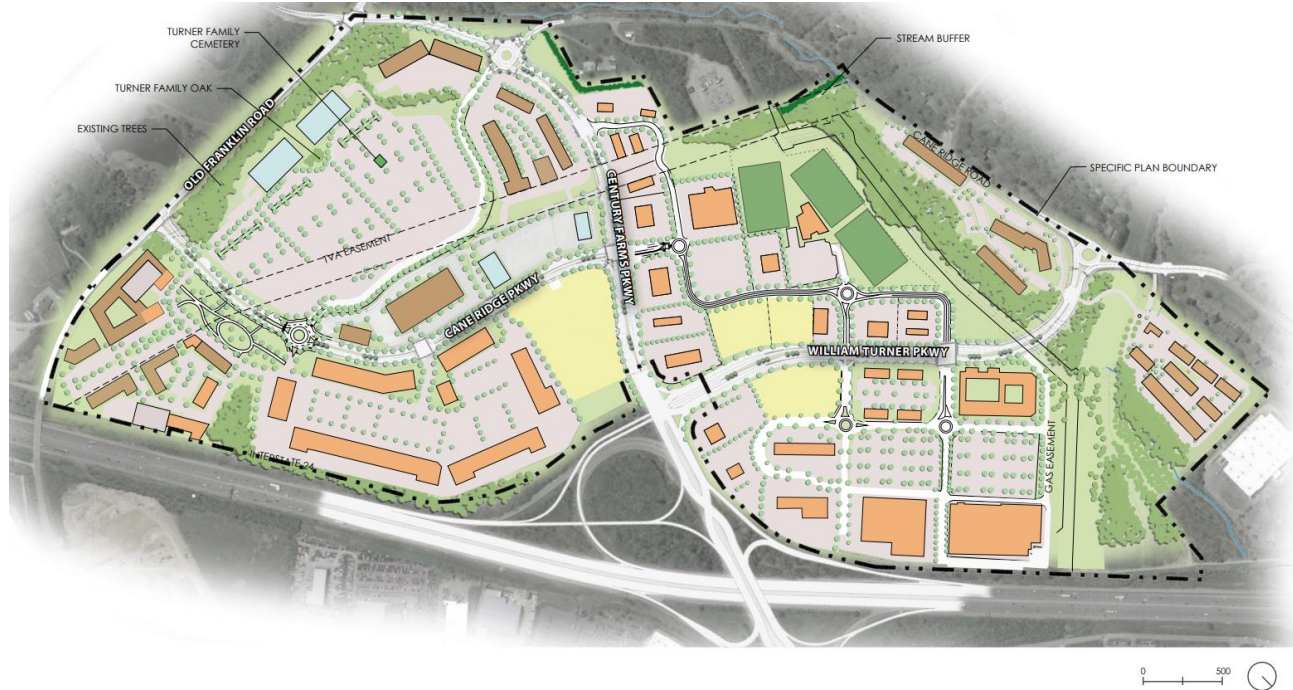 TURNER FAMILY
CEMETERY
STREAM BUFFER
TURNER FAMILY OAK
EXISTING TREES
OLD FRANKLIN ROAD
CANE RIDGE ROAD
SPECIFIC PLAN BOUNDARY
CENTURY FARMS PKWY
TVA EASEMENT
CANE RIDGE PKWY
WILLIAM TURNER PKWY
GAS EASEMENT
INTERSTATE 24
0 500